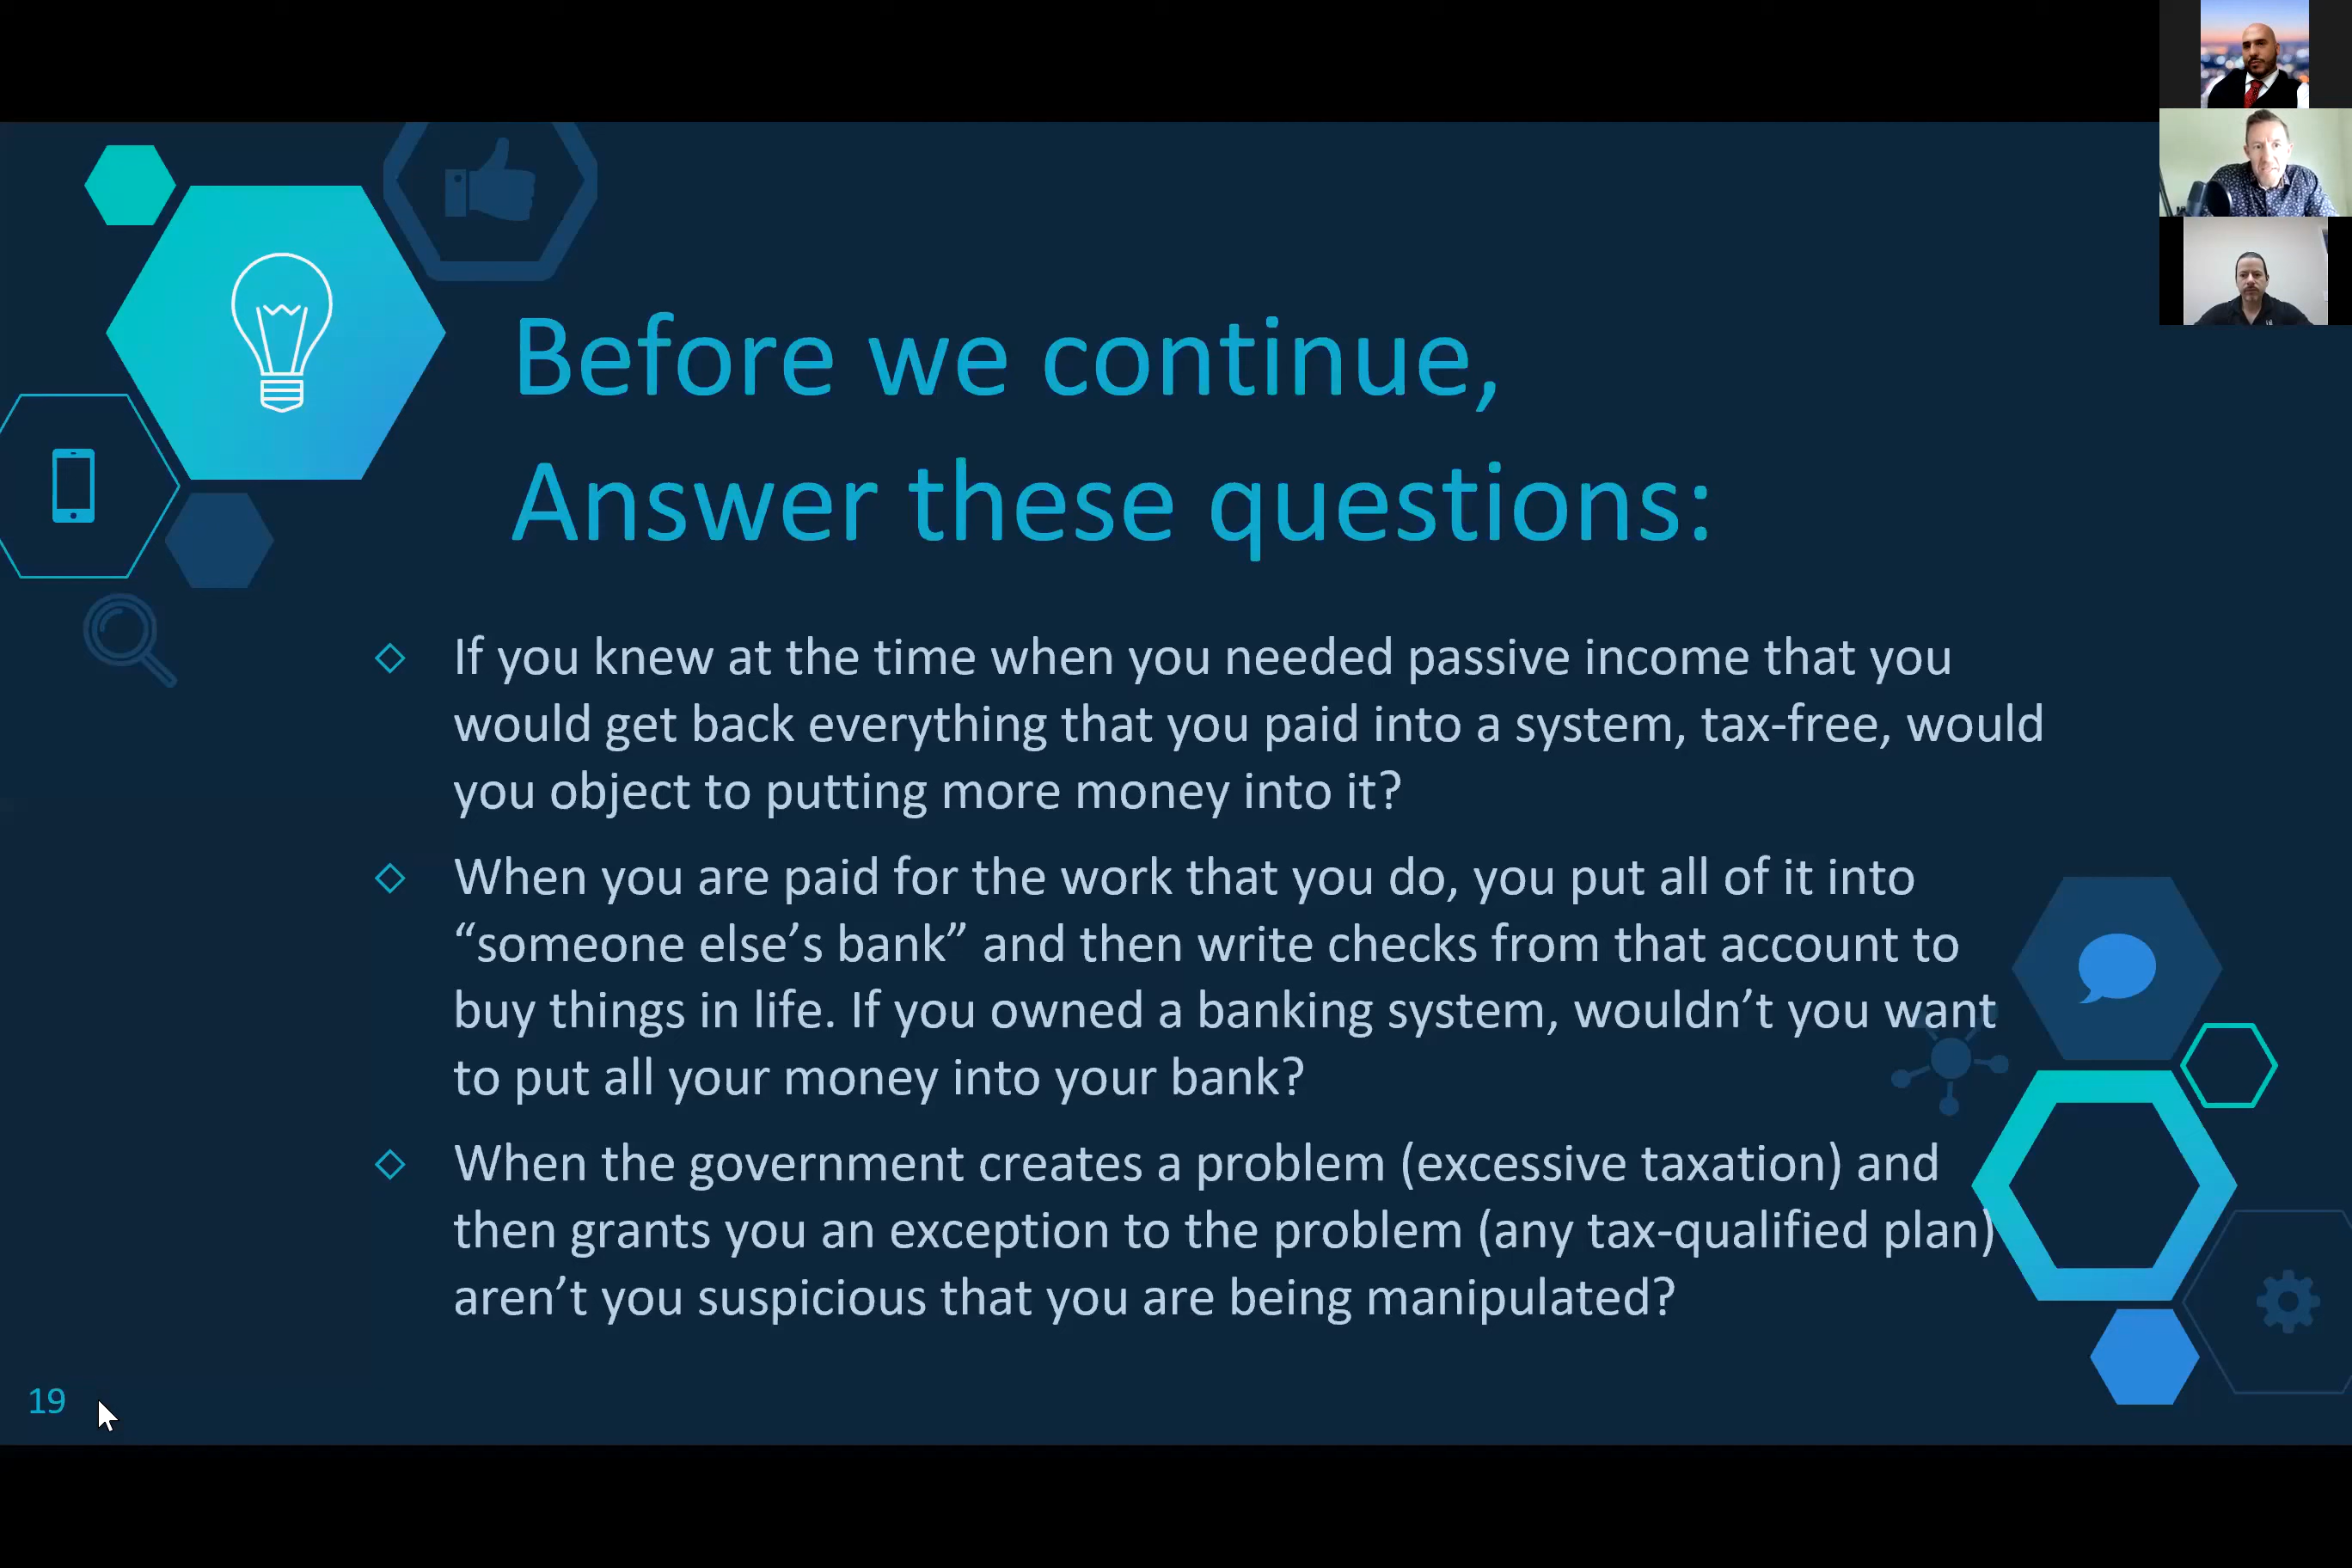 Before we continue,
Answer these questions:
If you knew at the time when you needed passive income that you
would get back everything that you paid into a system, tax-free, would
you object to putting more money into it?
When you are paid for the work that you do, you put all of it into
“someone else’s bank” and then write checks from that account to
buy things in life. If you owned a banking system, wouldn’t you want
to put all your money into your bank?
When the government creates a problem (excessive taxation) and
then grants you an exception to the problem (any tax-qualified plan)
aren’t you suspicious that you are being manipulated?
19